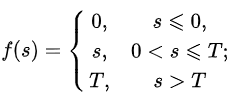 f(s) = { 0, s ⩽ 0,
s, 0 < s ⩽ T;
T, s > T